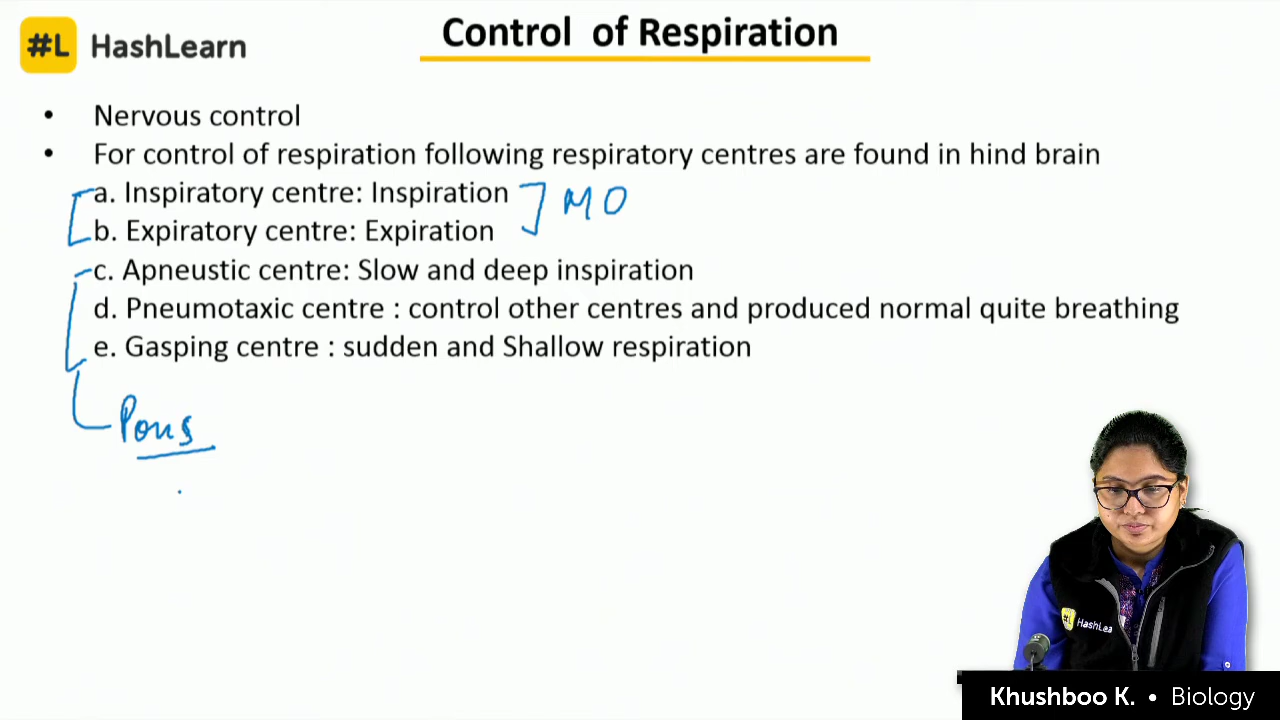 #L HashLearn
Control of Respiration
• Nervous control
• For control of respiration following respiratory centres are found in hind brain
a. Inspiratory centre: Inspiration
MO
b. Expiratory centre: Expiration
c. Apneustic centre: Slow and deep inspiration
d. Pneumotaxic centre : control other centres and produced normal quite breathing
e. Gasping centre : sudden and Shallow respiration
Pons
#L HashLea
Khushboo K. • Biology